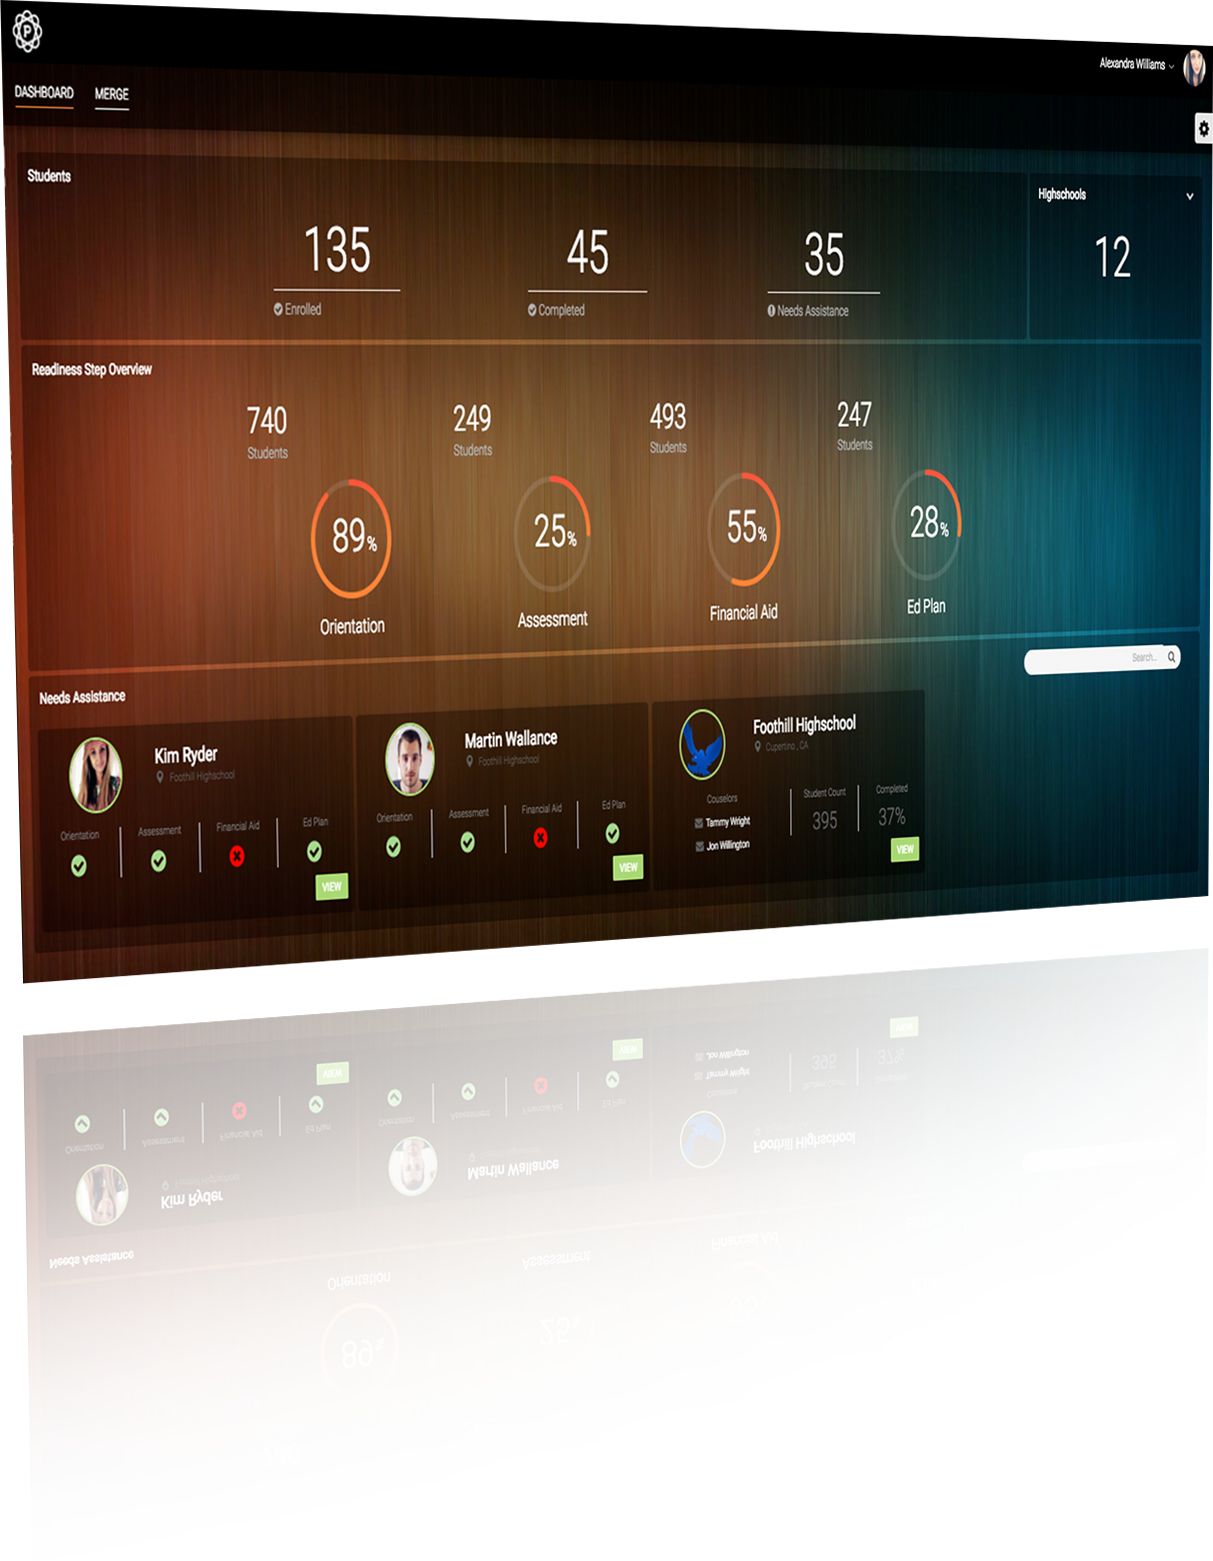 P
Alexandra Williams
DASHBOARD MERGE
Students
135
Enrolled
45
Completed
35
Needs Assistance
Highschools
12
Readiness Step Overview
740
Students
249
Students
493
Students
247
Students
89%
Orientation
25%
Assessment
55%
Financial Aid
28%
Ed Plan
Search...
Needs Assistance
Kim Ryder
Foothill Highschool
Orientation
Assessment
Financial Aid
Ed Plan
VIEW
Martin Wallance
Foothill Highschool
Orientation
Assessment
Financial Aid
Ed Plan
VIEW
Foothill Highschool
Cupertino , CA
Couselors
Tammy Wright
Jon Willington
Student Count
395
Completed
37%
VIEW